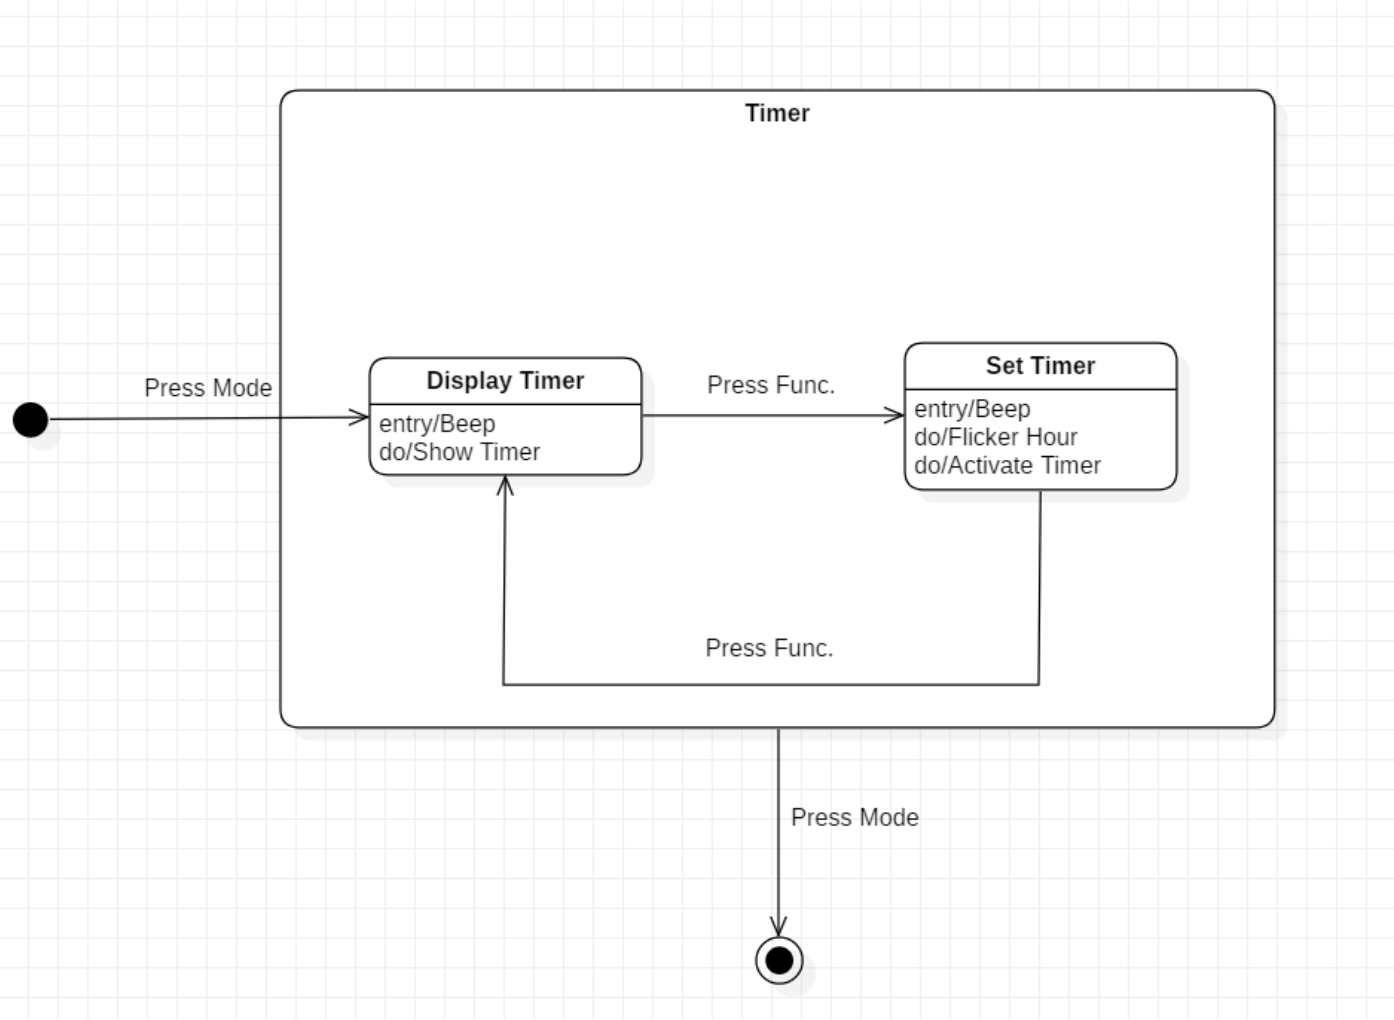 Timer
Press Mode
Display Timer
entry/Beep
do/Show Timer
Press Func.
Set Timer
entry/Beep
do/Flicker Hour
do/Activate Timer
Press Func.
Press Mode